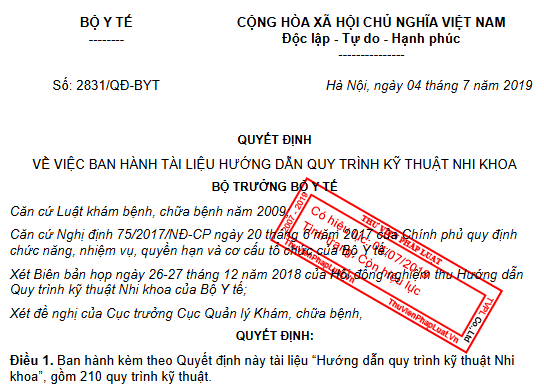 BỘ Y TẾ
CỘNG HÒA XÃ HỘI CHỦ NGHĨA VIỆT NAM
Độc lập - Tự do - Hạnh phúc
--------
---------------
Số: 2831/QĐ-BYT
Hà Nội, ngày 04 tháng 7 năm 2019
QUYẾT ĐỊNH
VỀ VIỆC BAN HÀNH TÀI LIỆU HƯỚNG DẪN QUY TRÌNH KỸ THUẬT NHI KHOA
BỘ TRƯỞNG BỘ Y TẾ
Căn cứ Luật khám bệnh, chữa bệnh năm 2009;
Căn cứ Nghị định 75/2017/NĐ-CP ngày 20 tháng 6 năm 2017 của Chính phủ quy định
chức năng, nhiệm vụ, quyền hạn và cơ cấu tổ chức của Bộ Y tế;
Xét Biên bản họp ngày 26-27 tháng 12 năm 2018 của Hội đồng nghiệm thu Hướng dẫn
Quy trình kỹ thuật Nhi khoa của Bộ Y tế;
Xét đề nghị của Cục trưởng Cục Quản lý Khám, chữa bệnh,
QUYẾT ĐỊNH:
Điều 1. Ban hành kèm theo Quyết định này tài liệu “Hướng dẫn quy trình kỹ thuật Nhi
khoa”, gồm 210 quy trình kỹ thuật.
THƯ VIỆN PHÁP LUẬT
2007 - 2019
Có hiệu lực: 04/07/2019
Tình trạng: Còn hiệu lực
TVPL Co., Ltd
ThuVienPhapLuat.vn
ThuVienPhapLuat.vn